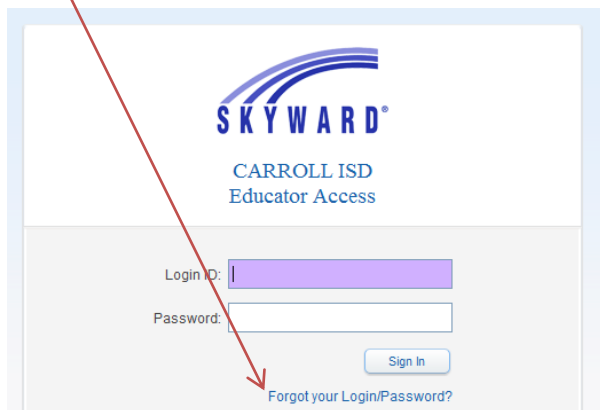 SKYWARD®
CARROLL ISD
Educator Access
Login ID:
Password:
Sign In
Forgot your Login/Password?